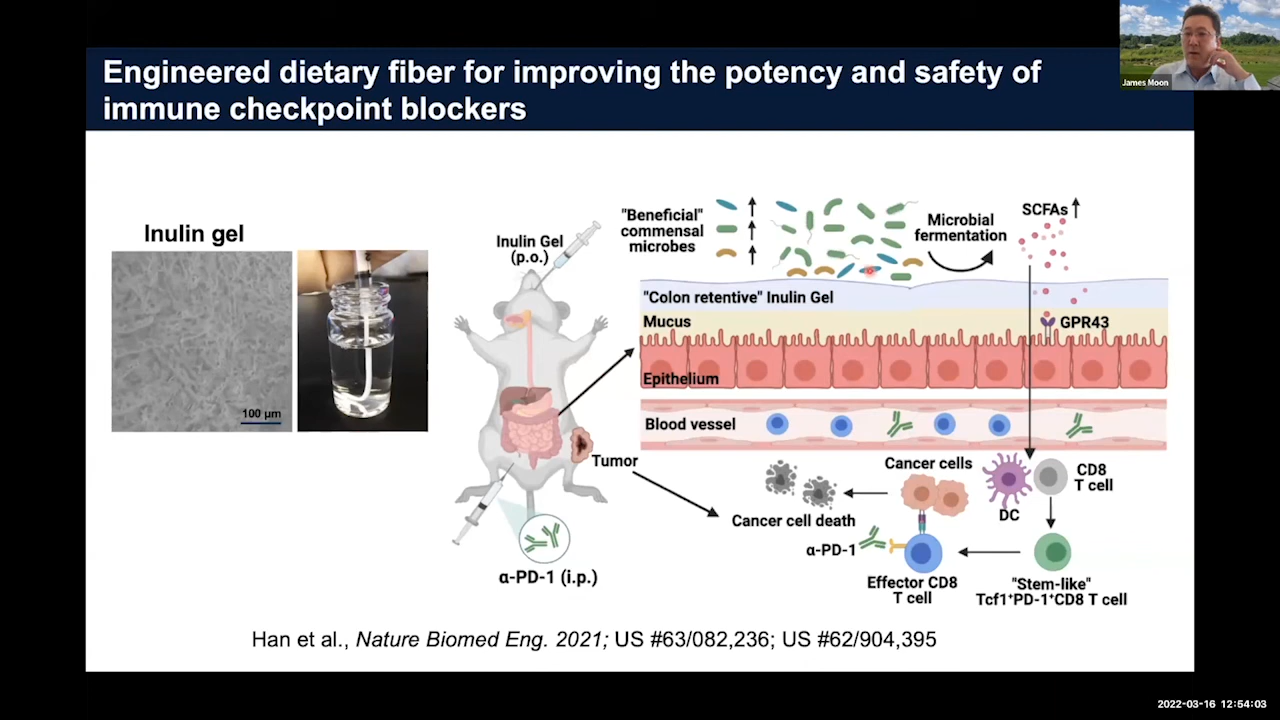 Engineered dietary fiber for improving the potency and safety of
immune checkpoint blockers
James Moon
Inulin gel
100 µm
Inulin Gel
(p.o.)
"Beneficial"
commensal
microbes
Microbial
fermentation
SCFAs
"Colon retentive" Inulin Gel
Mucus
GPR43
Epithelium
Blood vessel
Tumor
Cancer cells
CD8
T cell
DC
Cancer cell death
α-PD-1
α-PD-1 (i.p.)
Effector CD8
T cell
"Stem-like"
Tcf1⁺PD-1⁺CD8 T cell
Han et al., Nature Biomed Eng. 2021; US #63/082,236; US #62/904,395
2022-03-16 12:54:03